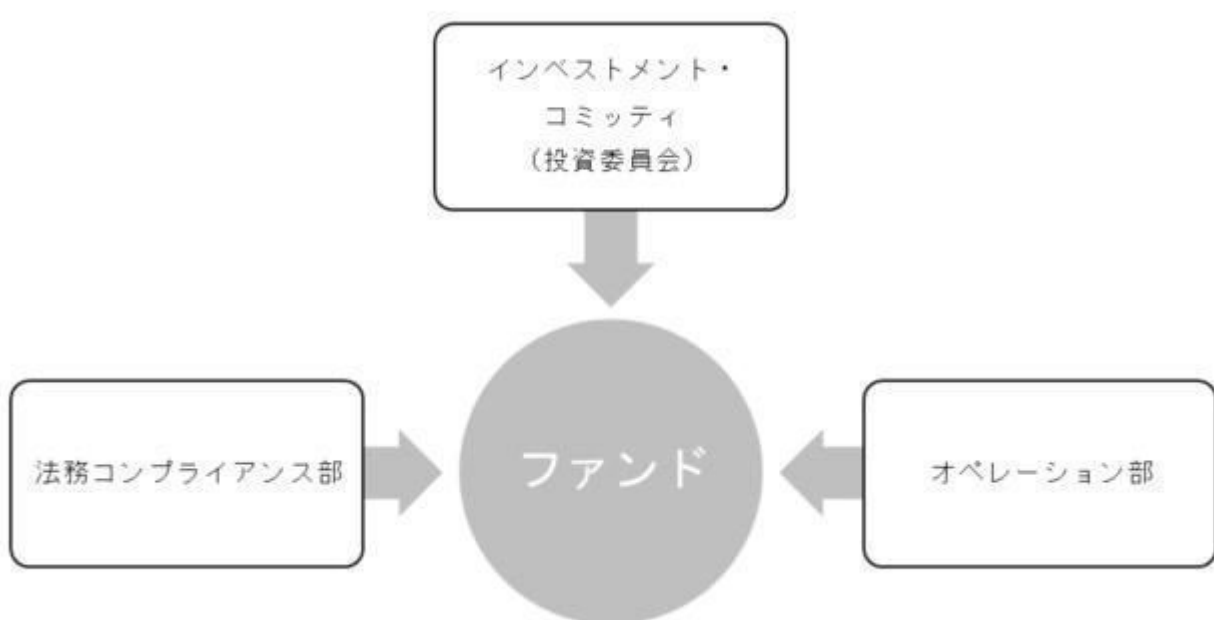 インベストメント・
コミッティ
（投資委員会）
法務コンプライアンス部
ファンド
オペレーション部